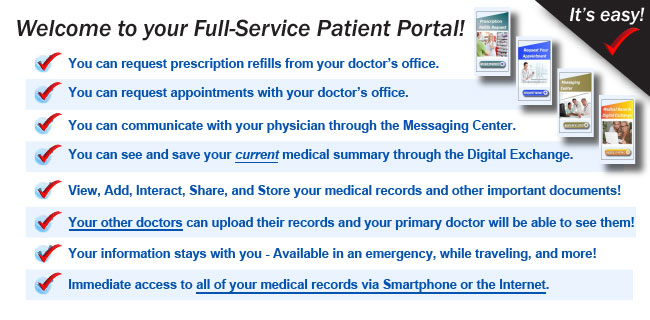 Welcome to your Full-Service Patient Portal!
It's easy!
Prescription
Request Your
Appointment
Messaging
Center
Medical Records
Digital Exchange
You can request prescription refills from your doctor's office.
You can request appointments with your doctor's office.
You can communicate with your physician through the Messaging Center.
You can see and save your current medical summary through the Digital Exchange.
View, Add, Interact, Share, and Store your medical records and other important documents!
Your other doctors can upload their records and your primary doctor will be able to see them!
Your information stays with you - Available in an emergency, while traveling, and more!
Immediate access to all of your medical records via Smartphone or the Internet.